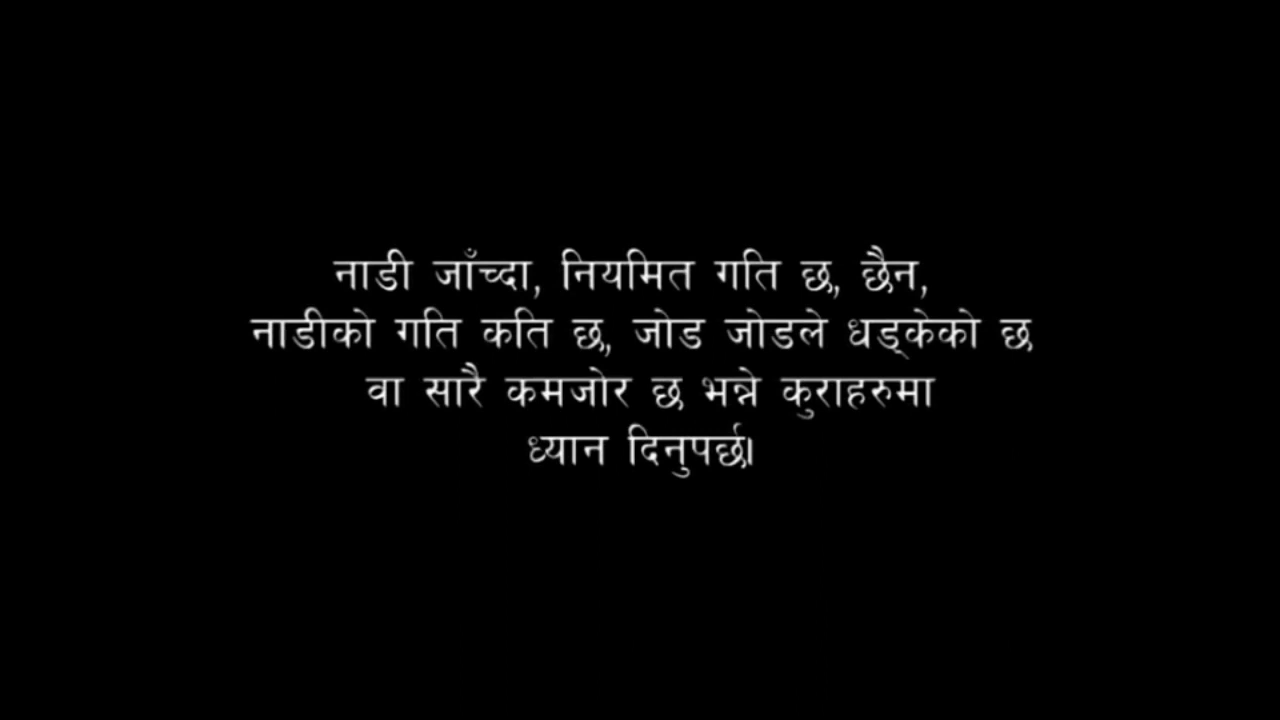 नाडी जाँच्दा, नियमित गति छ, छैन,
नाडीको गति कति छ, जोड जोडले धड्केको छ
वा सारै कमजोर छ भन्ने कुराहरुमा
ध्यान दिनुपर्छ।